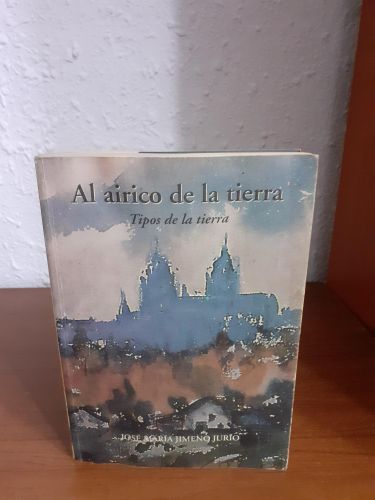 Al airico de la tierra
Tipos de la tierra
JOSÉ MARÍA JIMENO JURÍO